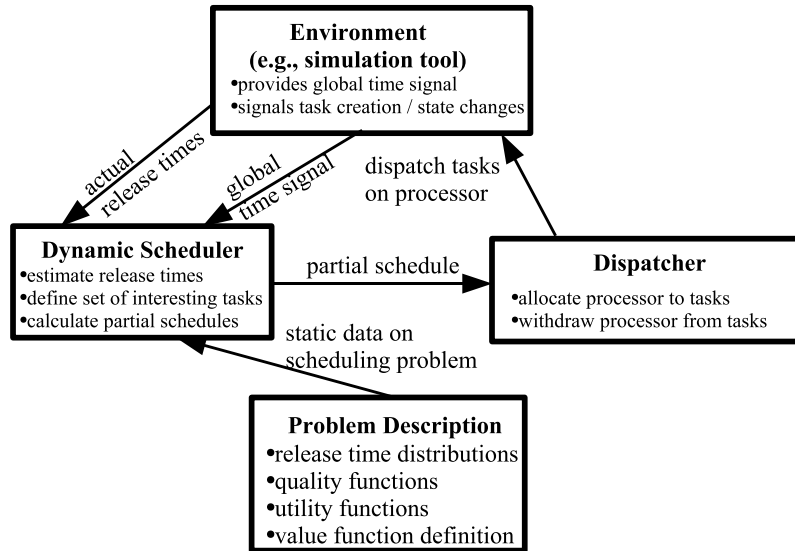 Environment
(e.g., simulation tool)
•provides global time signal
•signals task creation / state changes
actual
release times
global
time signal
dispatch tasks
on processor
Dynamic Scheduler
•estimate release times
•define set of interesting tasks
•calculate partial schedules
partial schedule
Dispatcher
•allocate processor to tasks
•withdraw processor from tasks
static data on
scheduling problem
Problem Description
•release time distributions
•quality functions
•utility functions
•value function definition